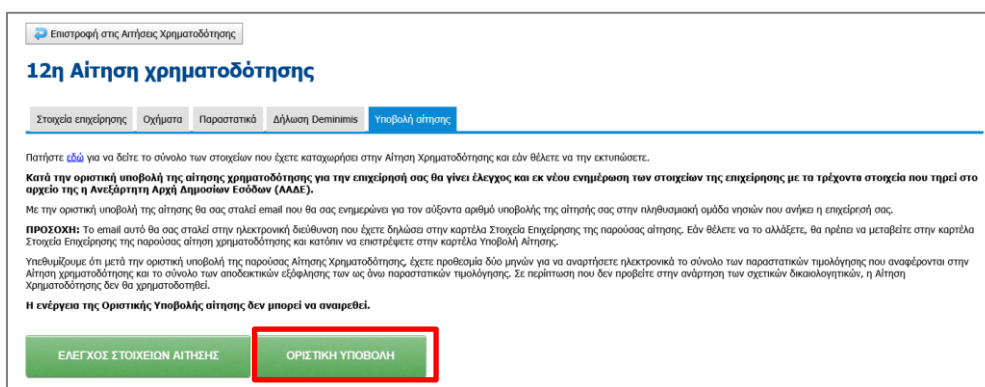 Επιστροφή στις Αιτήσεις Χρηματοδότησης
12η Αίτηση χρηματοδότησης
Στοιχεία επιχείρησης Οχήματα Παραστατικά Δήλωση Deminimis Υποβολή αίτησης
Πατήστε εδώ για να δείτε το σύνολο των στοιχείων που έχετε καταχωρήσει στην Αίτηση Χρηματοδότησης και εάν θέλετε να την εκτυπώσετε.
Κατά την οριστική υποβολή της αίτησης χρηματοδότησης για την επιχείρησή σας θα γίνει έλεγχος και εκ νέου ενημέρωση των στοιχείων της επιχείρησης με τα τρέχοντα στοιχεία που τηρεί στο
αρχείο της η Ανεξάρτητη Αρχή Δημοσίων Εσόδων (ΑΑΔΕ).
Με την οριστική υποβολή της αίτησης θα σας σταλεί email που θα σας ενημερώνει για τον αύξοντα αριθμό υποβολής της αίτησής σας στην πληθυσμιακή ομάδα νησιών που ανήκει η επιχείρησή σας.
ΠΡΟΣΟΧΗ: Το email αυτό θα σας σταλεί στην ηλεκτρονική διεύθυνση που έχετε δηλώσει στην καρτέλα Στοιχεία Επιχείρησης της παρούσας αίτησης. Εάν θέλετε να το αλλάξετε, θα πρέπει να μεταβείτε στην καρτέλα
Στοιχεία Επιχείρησης της παρούσας αίτηση χρηματοδότησης και κατόπιν να επιστρέψετε στην καρτέλα Υποβολή Αίτησης.
Υπεθυμίζουμε ότι μετά την οριστική υποβολή της παρούσας Αίτησης Χρηματοδότησης, έχετε προθεσμία δύο μηνών για να αναρτήσετε ηλεκτρονικά το σύνολο των παραστατικών τιμολόγησης που αναφέρονται στην
Αίτηση χρηματοδότησης και το σύνολο των αποδεικτικών εξόφλησης των ως άνω παραστατικών τιμολόγησης. Σε περίπτωση που δεν προβείτε στην ανάρτηση των σχετικών δικαιολογητικών, η Αίτηση
Χρηματοδότησης δεν θα χρηματοδοτηθεί.
Η ενέργεια της Οριστικής Υποβολής αίτησης δεν μπορεί να αναιρεθεί.
ΕΛΕΓΧΟΣ ΣΤΟΙΧΕΙΩΝ ΑΙΤΗΣΗΣ ΟΡΙΣΤΙΚΗ ΥΠΟΒΟΛΗ